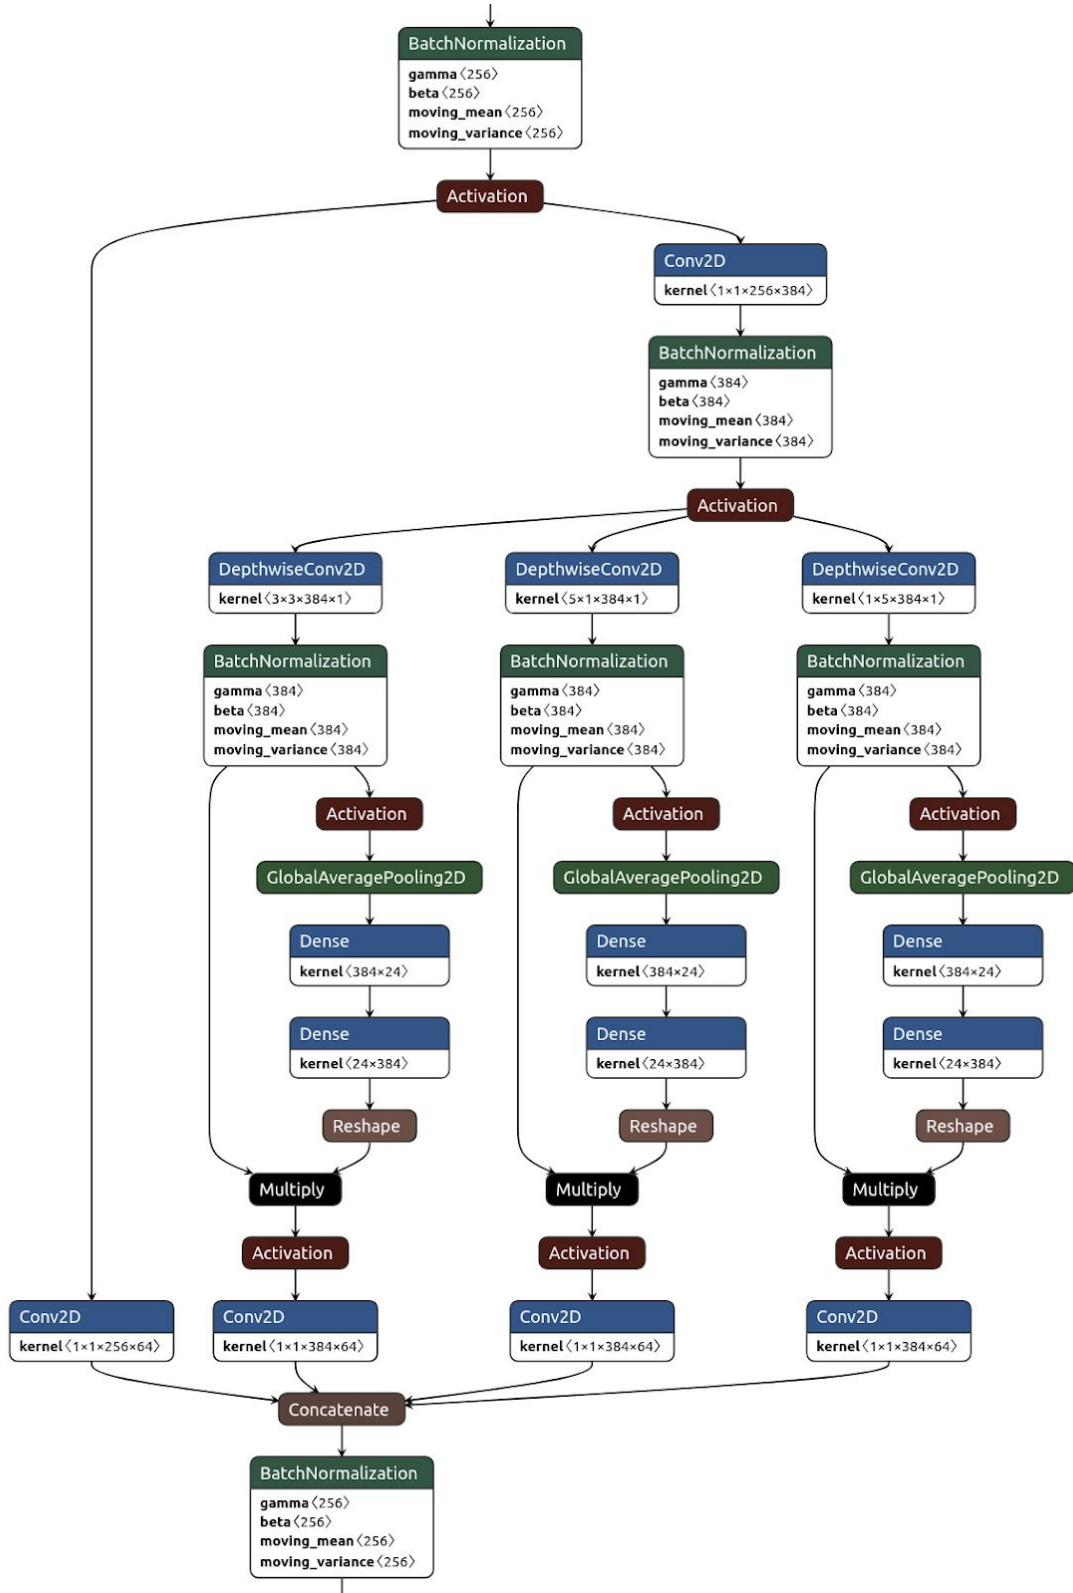 BatchNormalization
gamma⟨256⟩
beta⟨256⟩
moving_mean⟨256⟩
moving_variance⟨256⟩
Activation
Conv2D
kernel⟨1×1×256×384⟩
BatchNormalization
gamma⟨384⟩
beta⟨384⟩
moving_mean⟨384⟩
moving_variance⟨384⟩
Activation
DepthwiseConv2D
kernel⟨3×3×384×1⟩
BatchNormalization
gamma⟨384⟩
beta⟨384⟩
moving_mean⟨384⟩
moving_variance⟨384⟩
Activation
GlobalAveragePooling2D
Dense
kernel⟨384×24⟩
Dense
kernel⟨24×384⟩
Reshape
Multiply
Activation
DepthwiseConv2D
kernel⟨5×1×384×1⟩
BatchNormalization
gamma⟨384⟩
beta⟨384⟩
moving_mean⟨384⟩
moving_variance⟨384⟩
Activation
GlobalAveragePooling2D
Dense
kernel⟨384×24⟩
Dense
kernel⟨24×384⟩
Reshape
Multiply
Activation
DepthwiseConv2D
kernel⟨1×5×384×1⟩
BatchNormalization
gamma⟨384⟩
beta⟨384⟩
moving_mean⟨384⟩
moving_variance⟨384⟩
Activation
GlobalAveragePooling2D
Dense
kernel⟨384×24⟩
Dense
kernel⟨24×384⟩
Reshape
Multiply
Activation
Conv2D
kernel⟨1×1×256×64⟩
Conv2D
kernel⟨1×1×384×64⟩
Conv2D
kernel⟨1×1×384×64⟩
Conv2D
kernel⟨1×1×384×64⟩
Concatenate
BatchNormalization
gamma⟨256⟩
beta⟨256⟩
moving_mean⟨256⟩
moving_variance⟨256⟩